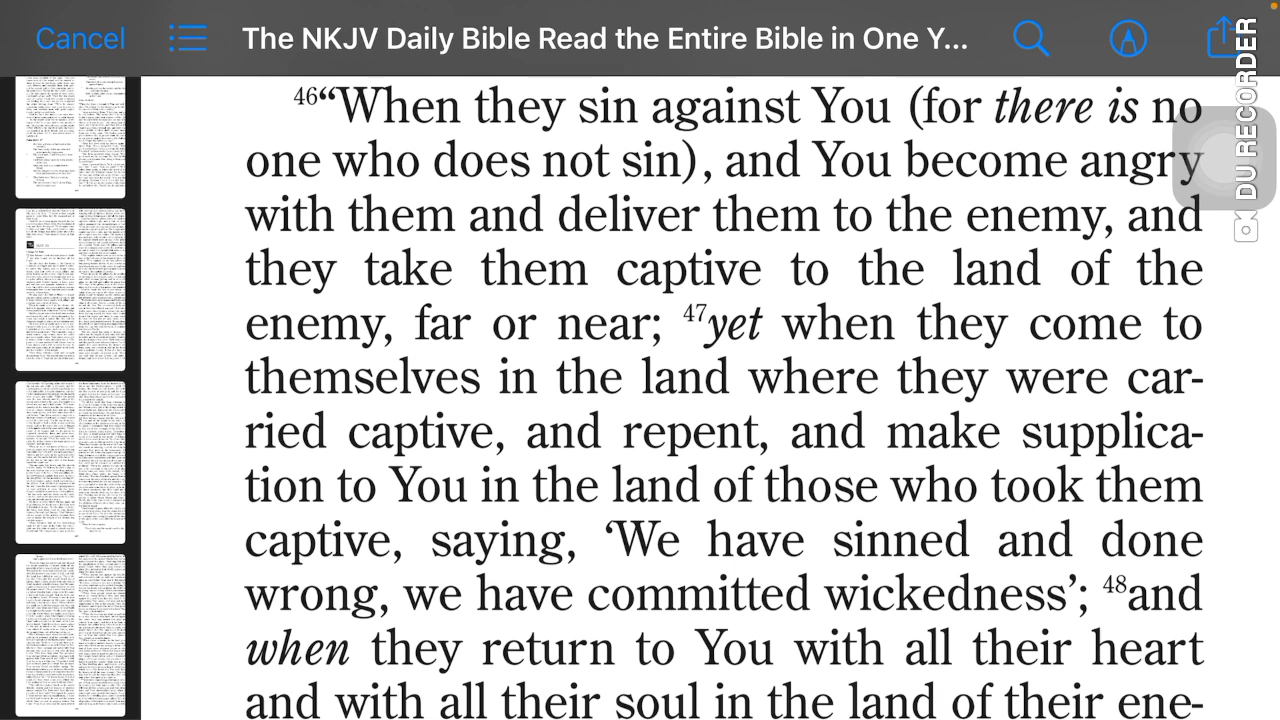 Cancel
The NKJV Daily Bible Read the Entire Bible in One Y...
DU RECORDER
46“When they sin against You (for there is no
one who does not sin), and You become angry
with them and deliver them to the enemy, and
they take them captive to the land of the
enemy, far or near; 47yet when they come to
themselves in the land where they were car-
ried captive, and repent, and make supplica-
tion to You in the land of those who took them
captive, saying, ‘We have sinned and done
wrong, we have committed wickedness’; 48and
when they return to You with all their heart
and with all their soul in the land of their ene-